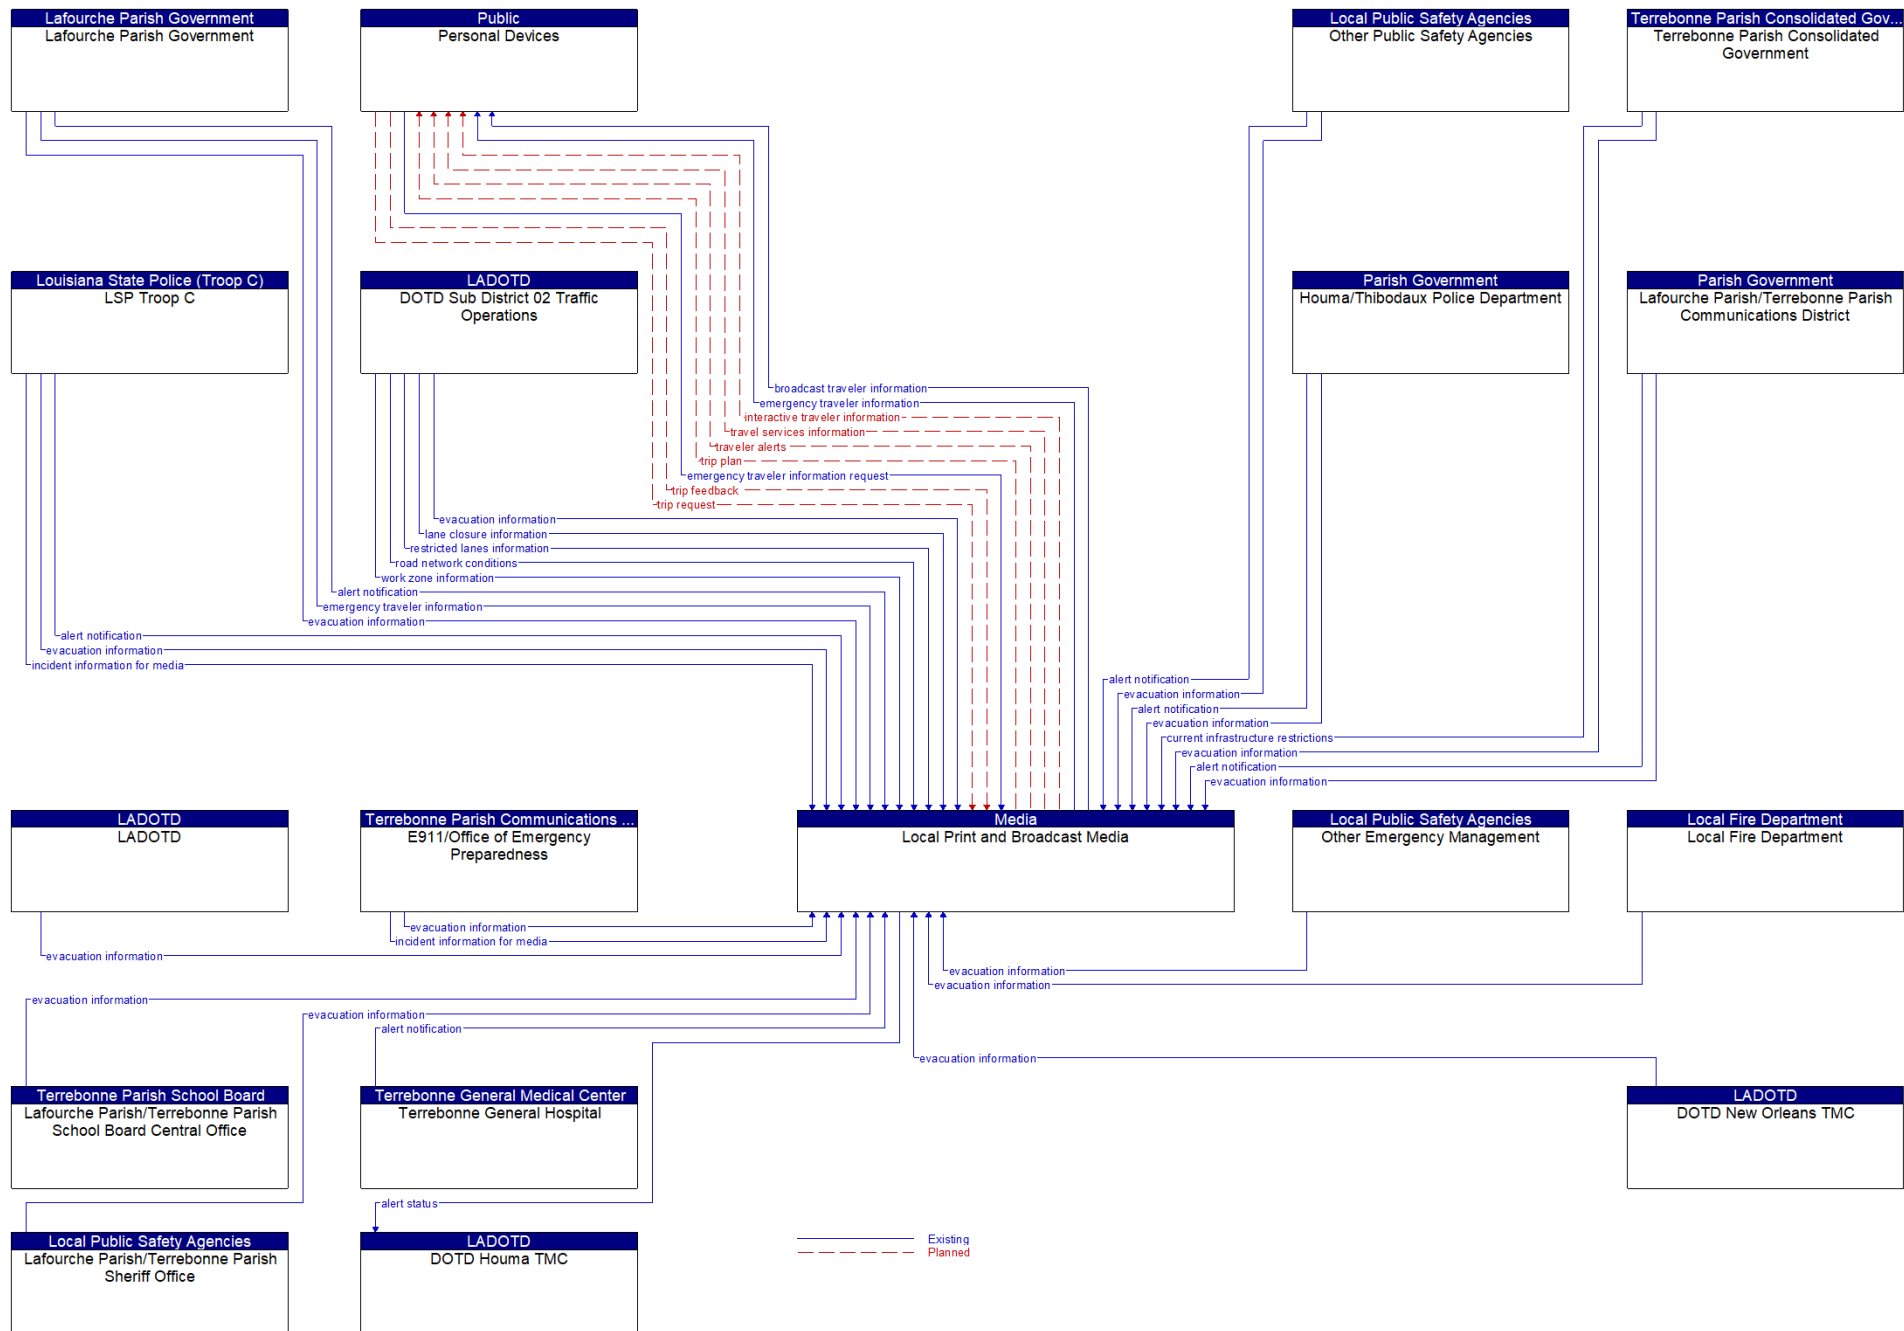 Lafourche Parish Government
Lafourche Parish Government
Public
Personal Devices
Local Public Safety Agencies
Other Public Safety Agencies
Terrebonne Parish Consolidated Gov...
Terrebonne Parish Consolidated
Government
Louisiana State Police (Troop C)
LSP Troop C
LADOTD
DOTD Sub District 02 Traffic
Operations
Parish Government
Houma/Thibodaux Police Department
Parish Government
Lafourche Parish/Terrebonne Parish
Communications District
broadcast traveler information
emergency traveler information
interactive traveler information
travel services information
traveler alerts
trip plan
emergency traveler information request
trip feedback
trip request
evacuation information
lane closure information
restricted lanes information
road network conditions
work zone information
alert notification
emergency traveler information
evacuation information
alert notification
evacuation information
incident information for media
alert notification
evacuation information
alert notification
evacuation information
current infrastructure restrictions
evacuation information
alert notification
evacuation information
LADOTD
LADOTD
Terrebonne Parish Communications ...
E911/Office of Emergency
Preparedness
Media
Local Print and Broadcast Media
Local Public Safety Agencies
Other Emergency Management
Local Fire Department
Local Fire Department
evacuation information
incident information for media
evacuation information
evacuation information
evacuation information
evacuation information
evacuation information
alert notification
evacuation information
Terrebonne Parish School Board
Lafourche Parish/Terrebonne Parish
School Board Central Office
Terrebonne General Medical Center
Terrebonne General Hospital
LADOTD
DOTD New Orleans TMC
alert status
Local Public Safety Agencies
Lafourche Parish/Terrebonne Parish
Sheriff Office
LADOTD
DOTD Houma TMC
Existing
Planned